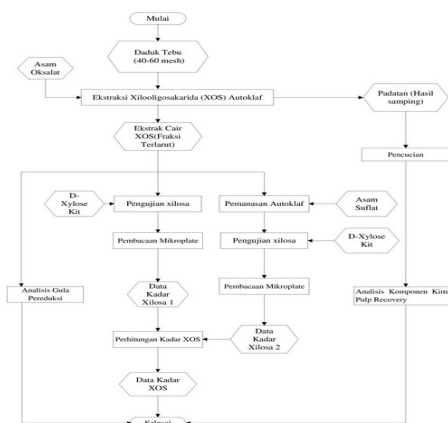 Mulai
Daduk Tebu
(40-60 mesh)
Asam
Oksalat
Ekstraksi Xilooligosakarida (XOS) Autoklaf
Padatan (Hasil
samping)
Ekstrak Cair
XOS(Fraksi
Terlarut)
Pencucian
D-
Xylose
Kit
Pengujian xilosa
Pemanasan Autoklaf
Asam
Suflat
Pembacaan Mikroplate
Pengujian xilosa
D-Xylose
Kit
Analisis Gula
Pereduksi
Data
Kadar
Xilosa 1
Pembacaan Mikroplate
Analisis Komponen Kimi
Pulp Recovery
Perhitungan Kadar XOS
Data
Kadar
Xilosa 2
Data Kadar
XOS
Selesai